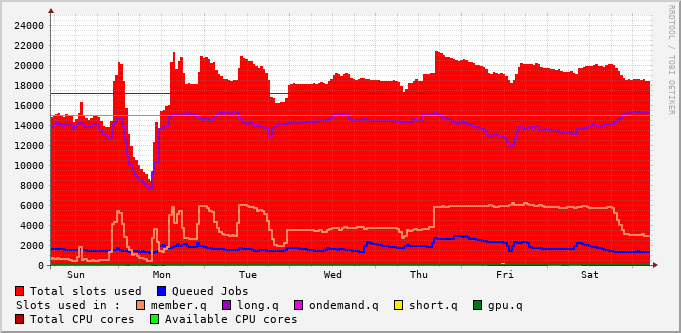 RRDTOOL / TOBI OETIKER
24000
22000
20000
18000
16000
14000
12000
10000
8000
6000
4000
2000
0
Sun Mon Tue Wed Thu Fri Sat
Total slots used Queued Jobs
Slots used in : member.q long.q ondemand.q short.q gpu.q
Total CPU cores Available CPU cores